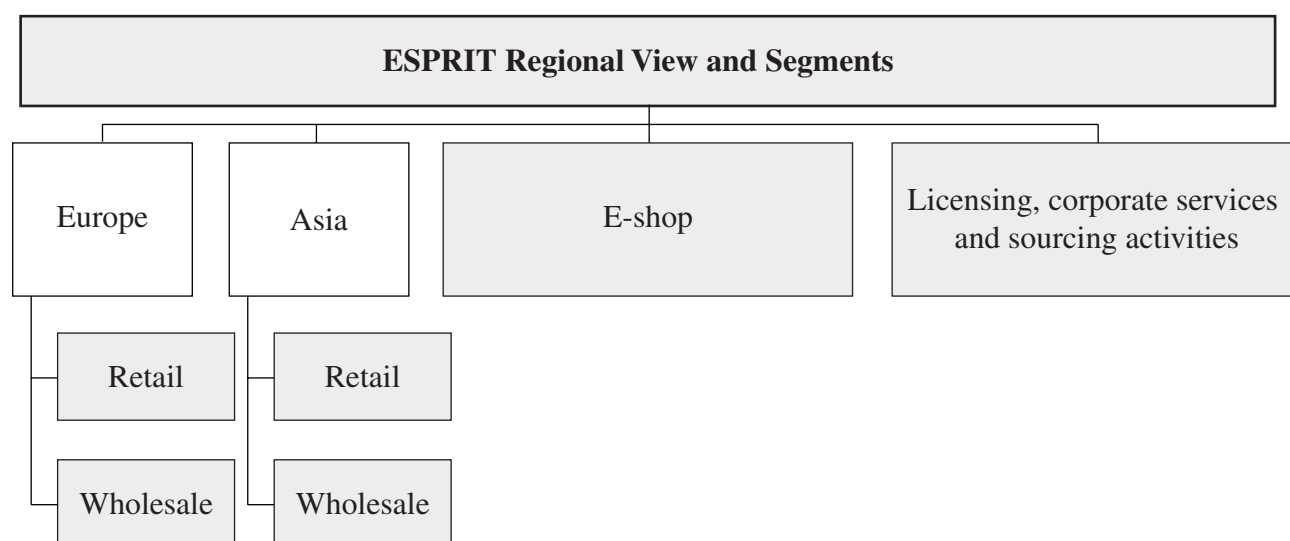 ESPRIT Regional View and Segments
Europe
Asia
E-shop
Licensing, corporate services
and sourcing activities
Retail
Retail
Wholesale
Wholesale